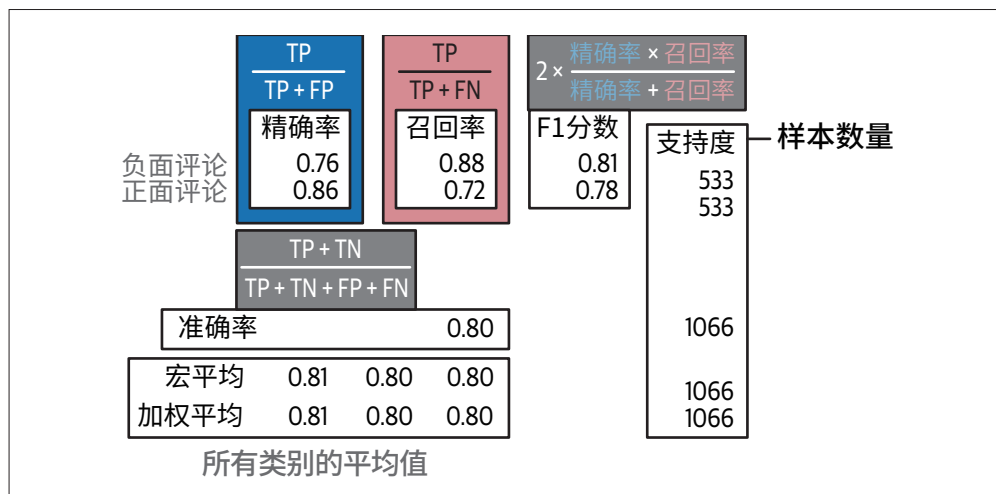 TP
TP + FP
TP
TP + FN
2 × 精确率 × 召回率
精确率 + 召回率
精确率 召回率 F1分数 支持度 样本数量
负面评论 0.76 0.88 0.81 533
正面评论 0.86 0.72 0.78 533
TP + TN
TP + TN + FP + FN
准确率 0.80 1066
宏平均 0.81 0.80 0.80 1066
加权平均 0.81 0.80 0.80 1066
所有类别的平均值